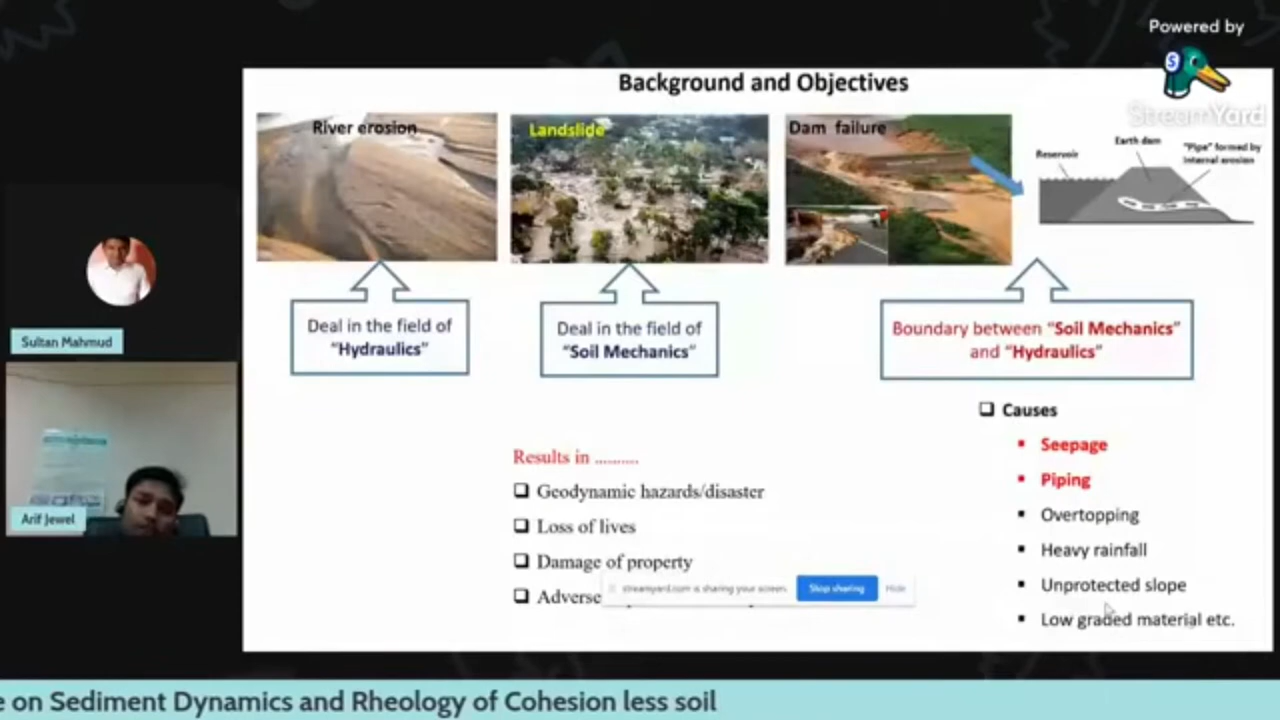 Powered by
StreamYard
Background and Objectives
River erosion
Landslide
Dam failure
Reservoir
Earth dam
"Pipe" formed by
internal erosion
Deal in the field of
"Hydraulics"
Deal in the field of
"Soil Mechanics"
Boundary between "Soil Mechanics"
and "Hydraulics"
Causes
Seepage
Piping
Overtopping
Heavy rainfall
Unprotected slope
Low graded material etc.
Results in ..........
Geodynamic hazards/disaster
Loss of lives
Damage of property
Adverse
streamyard.com is sharing your screen.
Stop sharing
Hide
Sultan Mahmud
Arif Jewel
e on Sediment Dynamics and Rheology of Cohesion less soil